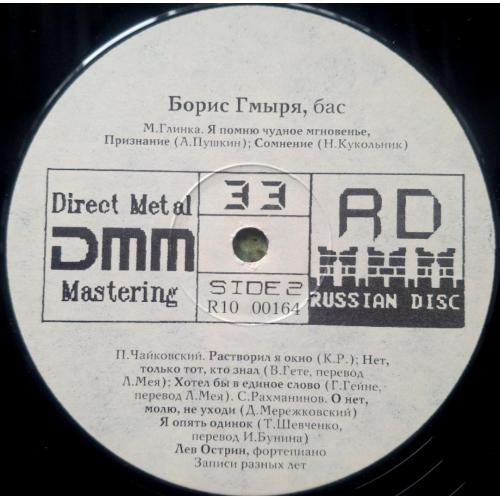 Борис Гмыря, бас
М.Глинка. Я помню чудное мгновенье,
Признание (А.Пушкин); Сомнение (Н.Кукольник)
Direct Metal
DMM
Mastering
33
SIDE 2
R10 00164
RD
RUSSIAN DISC
П.Чайковский. Растворил я окно (К.Р.); Нет,
только тот, кто знал (В.Гете, перевод
Л.Мея); Хотел бы в единое слово (Г.Гейне,
перевод Л.Мея). С.Рахманинов. О нет,
молю, не уходи (Д.Мережковский)
Я опять одинок (Т.Шевченко,
перевод И.Бунина)
Лев Острин, фортепиано
Записи разных лет